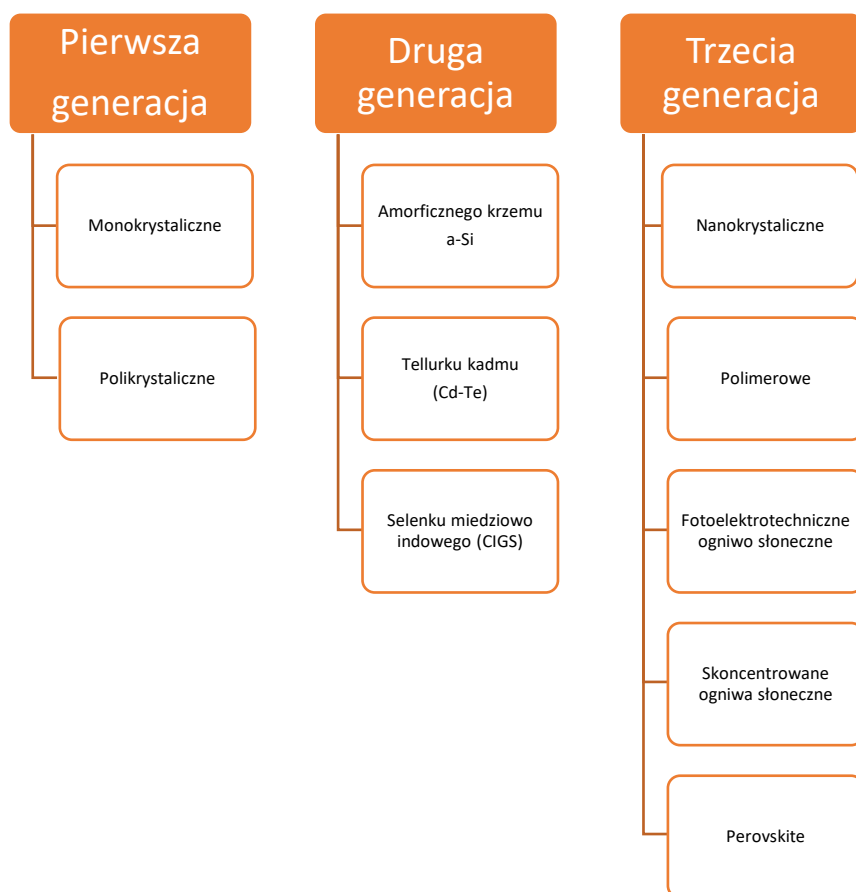 Pierwsza
generacja
Monokrystaliczne
Polikrystaliczne
Druga
generacja
Amorficznego krzemu
a-Si
Tellurku kadmu
(Cd-Te)
Selenku miedziowo
indowego (CIGS)
Trzecia
generacja
Nanokrystaliczne
Polimerowe
Fotoelektrotechniczne
ogniwo słoneczne
Skoncentrowane
ogniwa słoneczne
Perovskite